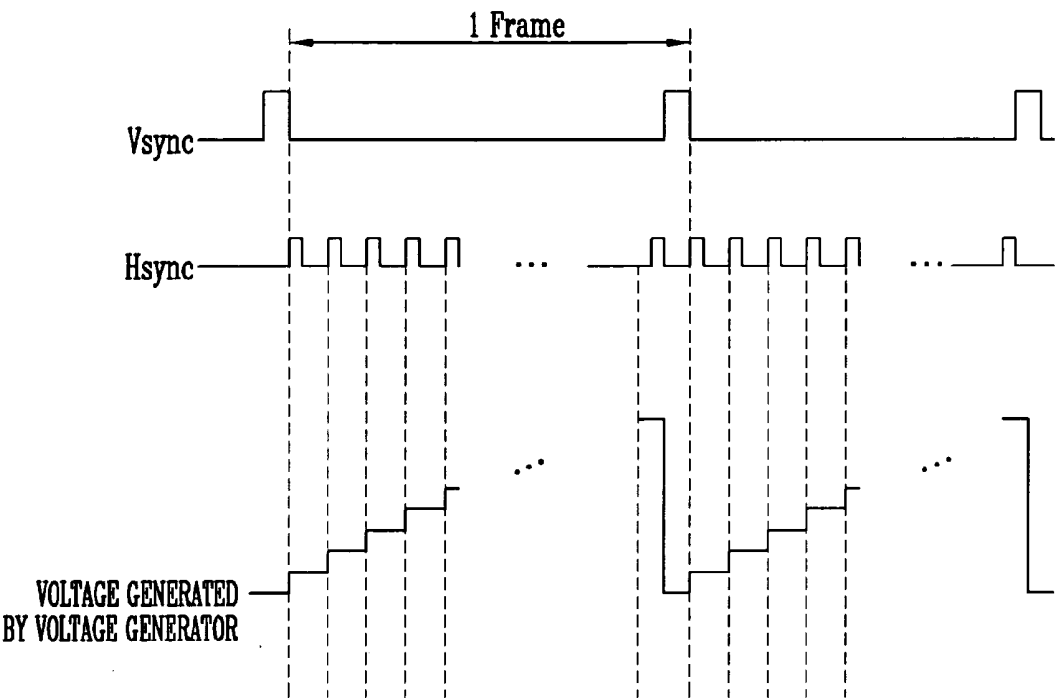 1 Frame
Vsync
Hsync
...
...
...
...
VOLTAGE GENERATED
BY VOLTAGE GENERATOR